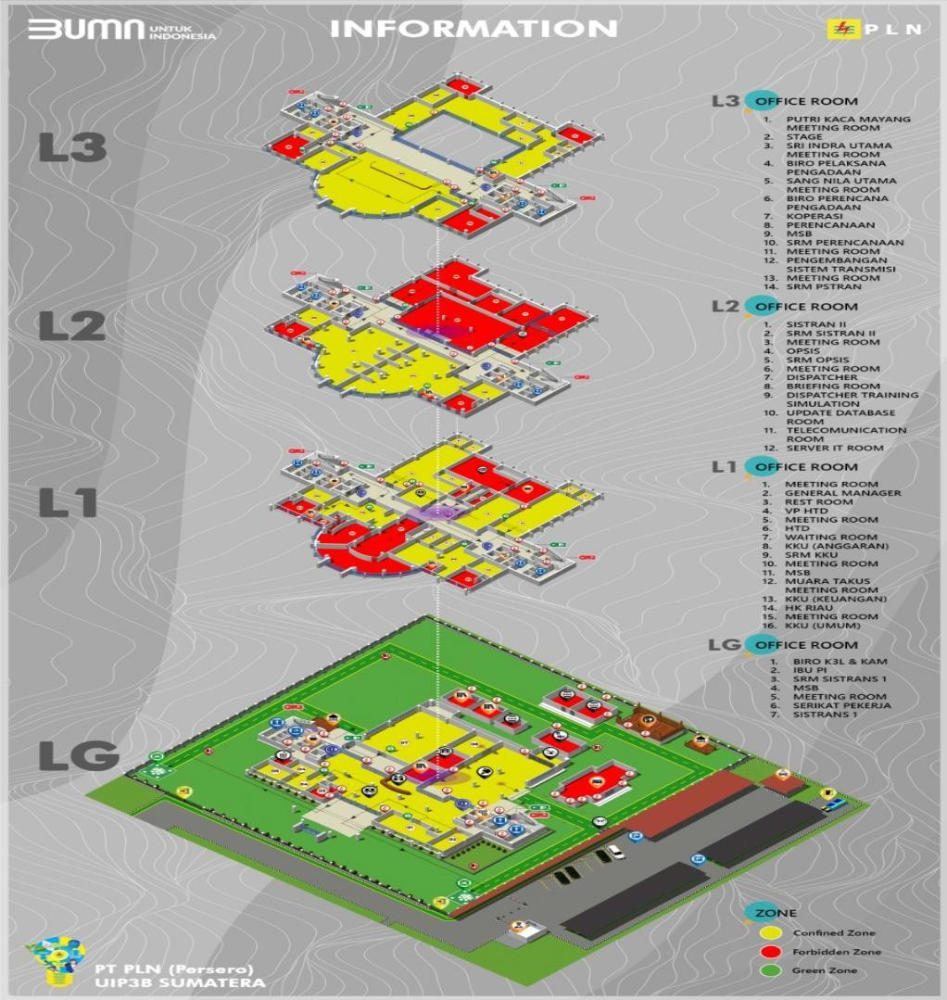 BUMN UNTUK
INDONESIA
INFORMATION
PLN
L3
L2
L1
LG
L3 OFFICE ROOM
1. PUTRI KACA MAYANG
MEETING ROOM
2. STAGE
3. SRI INDRA UTAMA
MEETING ROOM
4. BIRO PELAKSANA
PENGADAAN
5. SANG NILA UTAMA
MEETING ROOM
6. BIRO PERENCANA
PENGADAAN
7. KOPERASI
8. PERENCANAAN
9. MSB
10. SRM PERENCANAAN
11. MEETING ROOM
12. PENGEMBANGAN
SISTEM TRANSMISI
13. MEETING ROOM
14. SRM PSTRAN
L2 OFFICE ROOM
1. SISTRAN II
2. SRM SISTRAN II
3. MEETING ROOM
4. OPSIS
5. SRM OPSIS
6. MEETING ROOM
7. DISPATCHER
8. BRIEFING ROOM
9. DISPATCHER TRAINING
SIMULATION
10. UPDATE DATABASE
ROOM
11. TELECOMUNICATION
ROOM
12. SERVER IT ROOM
L1 OFFICE ROOM
1. MEETING ROOM
2. GENERAL MANAGER
3. REST ROOM
4. VP HTD
5. MEETING ROOM
6. HTD
7. WAITING ROOM
8. KKU (ANGGARAN)
9. SRM KKU
10. MEETING ROOM
11. MSB
12. MUARA TAKUS
MEETING ROOM
13. KKU (KEUANGAN)
14. HK RIAU
15. MEETING ROOM
16. KKU (UMUM)
LG OFFICE ROOM
1. BIRO K3L & KAM
2. IBU PI
3. SRM SISTRANS 1
4. MSB
5. MEETING ROOM
6. SERIKAT PEKERJA
7. SISTRANS 1
07
06
05
04
01
02
ZONE
Confined Zone
Forbidden Zone
Green Zone
PT PLN (Persero)
UIP3B SUMATERA